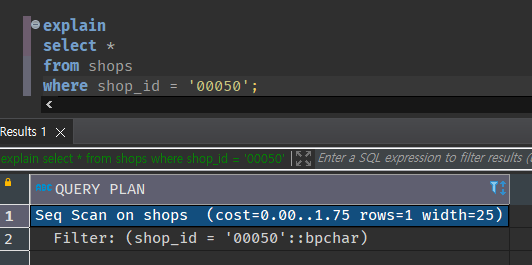 explain
select *
from shops
where shop_id = '00050';
Results 1
explain select * from shops where shop_id = '00050'
Enter a SQL expression to filter results
QUERY PLAN
1 Seq Scan on shops (cost=0.00..1.75 rows=1 width=25)
2 Filter: (shop_id = '00050'::bpchar)